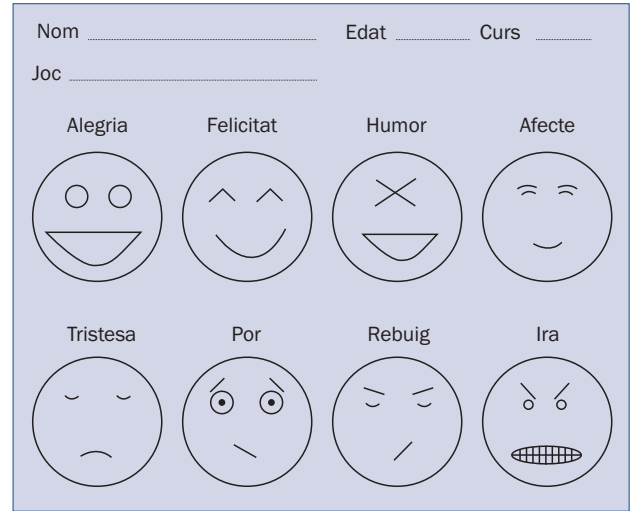 Nom Edat Curs
Joc
Alegria Felicitat Humor Afecte
Tristesa Por Rebuig Ira